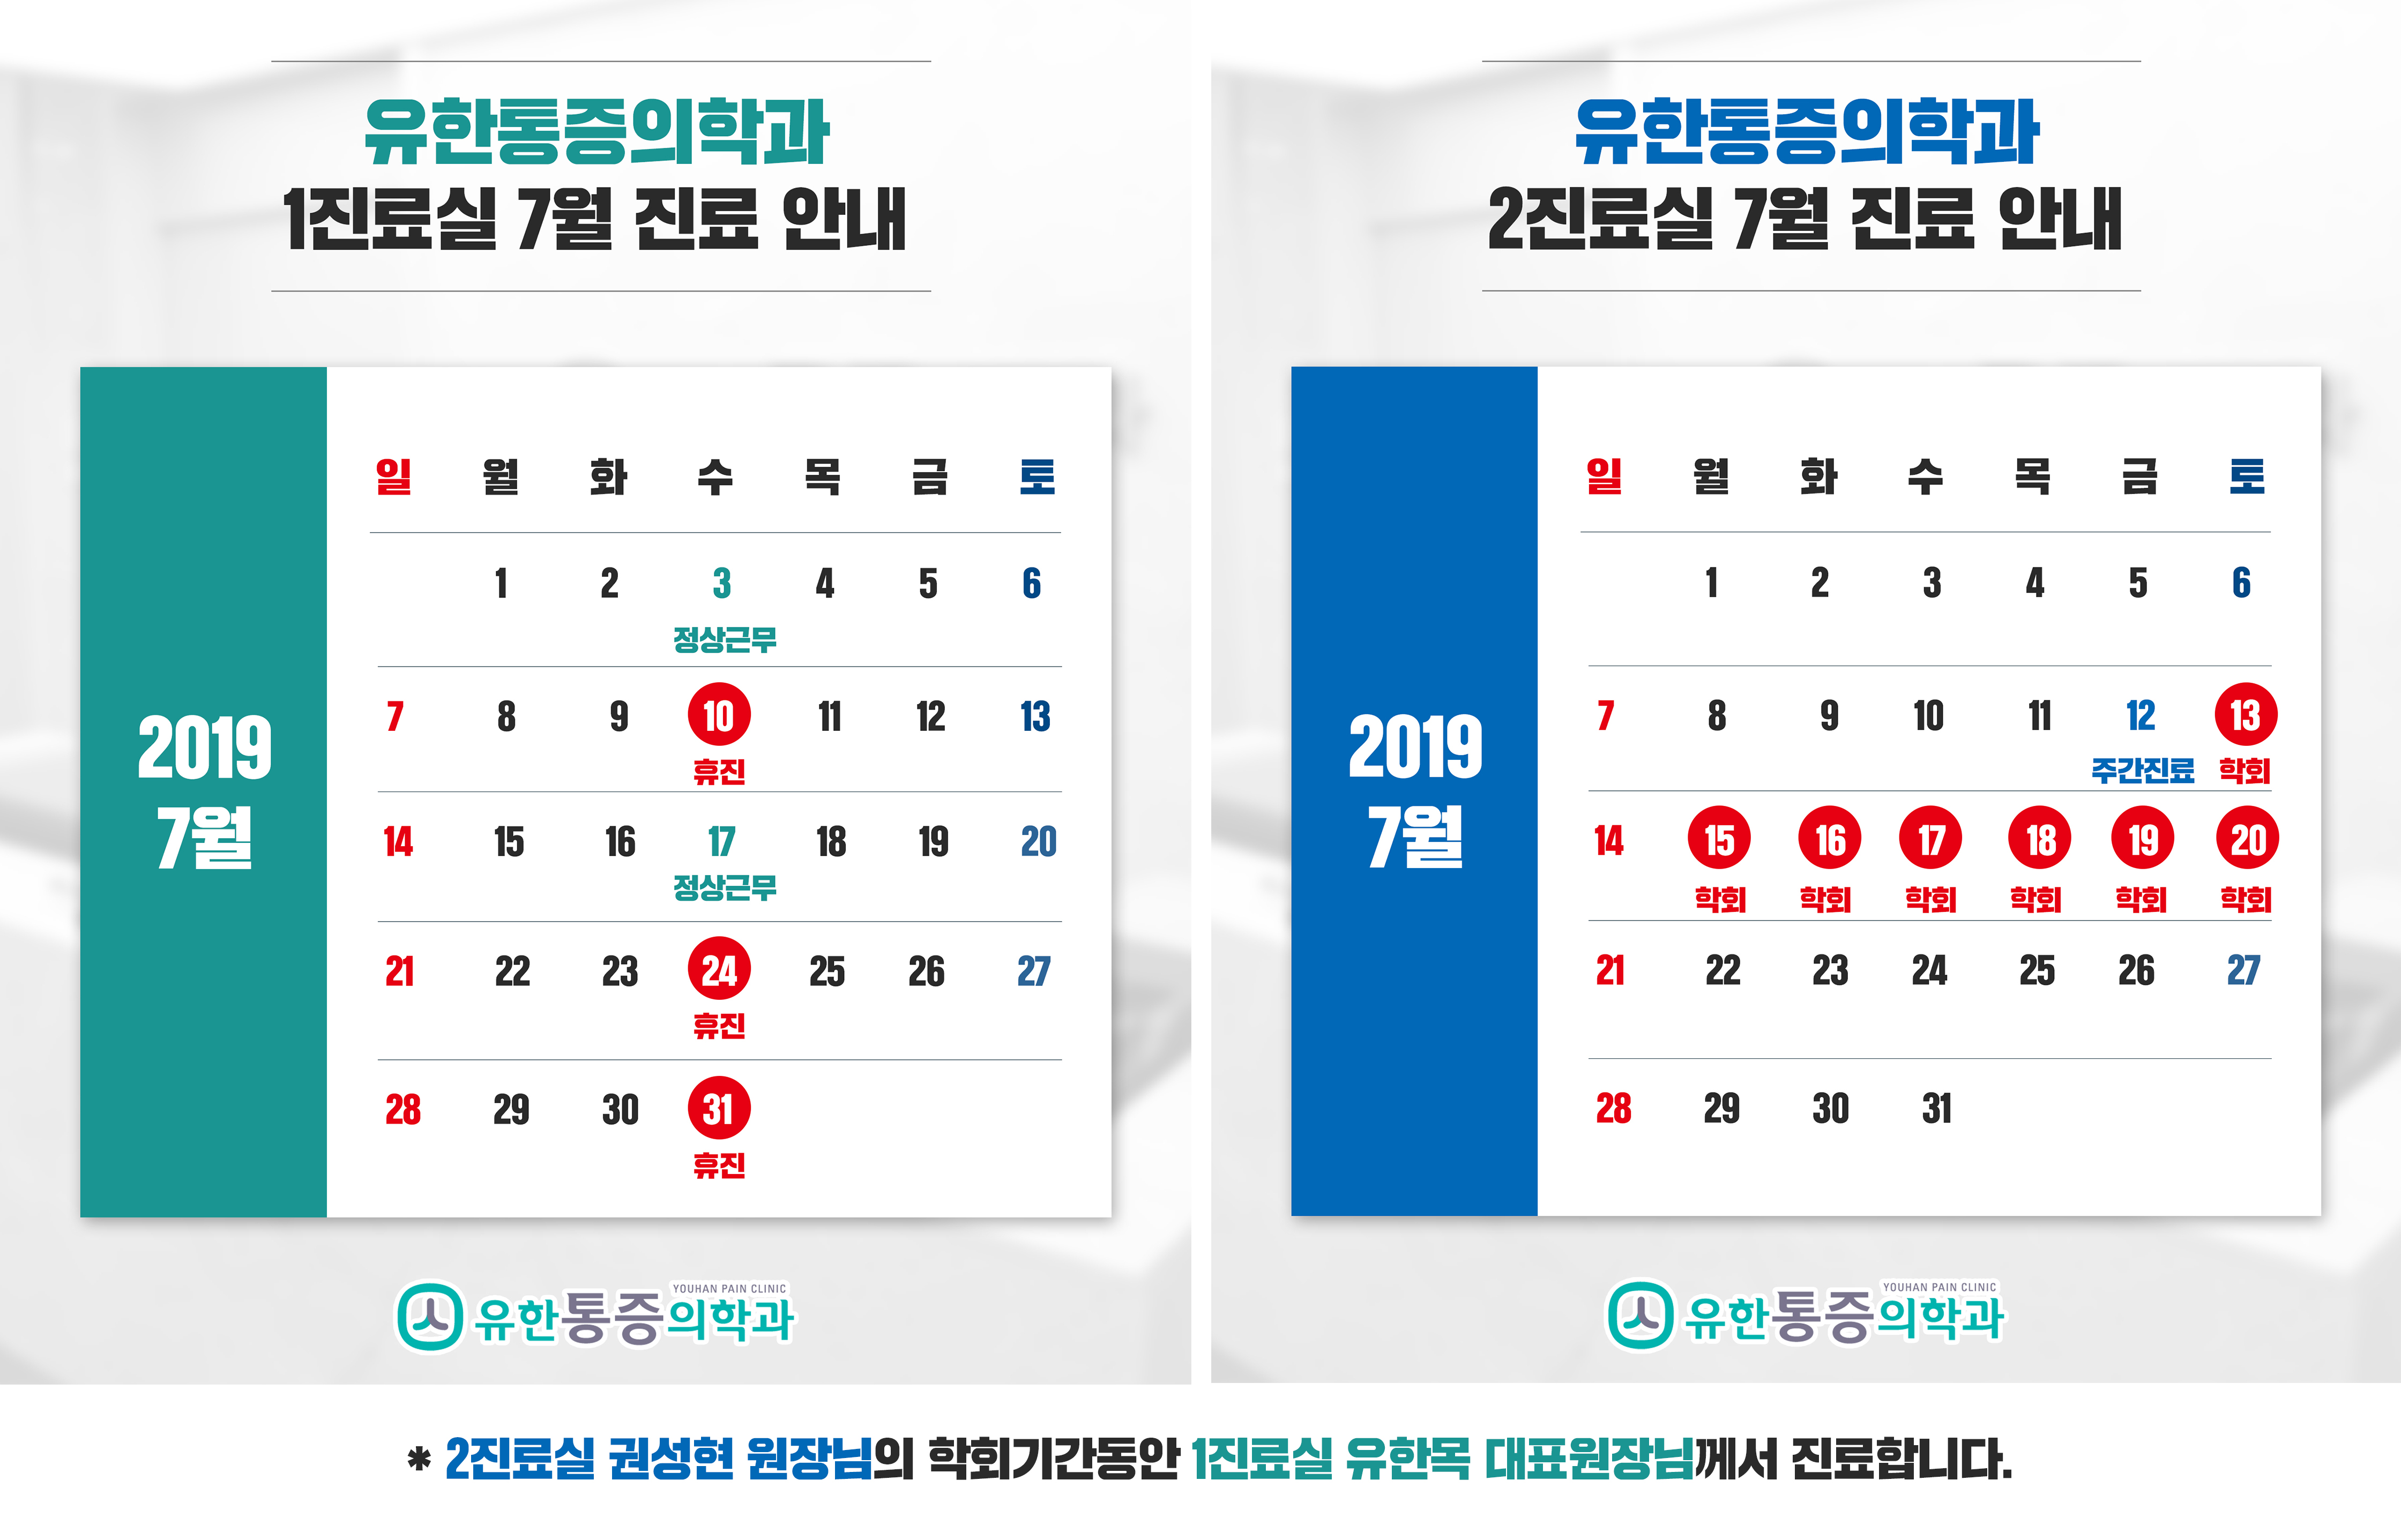 유한통증의학과
1진료실 7월 진료 안내
2019
7월
일 월 화 수 목 금 토
1 2 3 4 5 6
정상근무
7 8 9 10 11 12 13
휴진
14 15 16 17 18 19 20
정상근무
21 22 23 24 25 26 27
휴진
28 29 30 31
휴진
YOUHAN PAIN CLINIC
유한통증의학과
유한통증의학과
2진료실 7월 진료 안내
2019
7월
일 월 화 수 목 금 토
1 2 3 4 5 6
7 8 9 10 11 12 13
주간진료 학회
14 15 16 17 18 19 20
학회 학회 학회 학회 학회 학회
21 22 23 24 25 26 27
28 29 30 31
YOUHAN PAIN CLINIC
유한통증의학과
* 2진료실 권성현 원장님의 학회기간동안 1진료실 유한목 대표원장님께서 진료합니다.